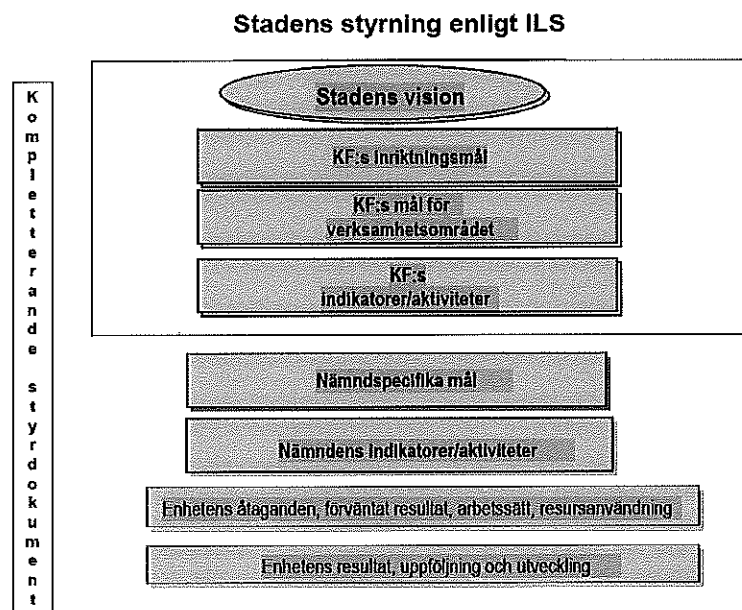 Stadens styrning enligt ILS
Kompletterande styrdokument
Stadens vision
KF:s inriktningsmål
KF:s mål för
verksamhetsområdet
KF:s
indikatorer/aktiviteter
Nämndspecifika mål
Nämndens indikatorer/aktiviteter
Enhetens åtaganden, förväntat resultat, arbetssätt, resursanvändning
Enhetens resultat, uppföljning och utveckling